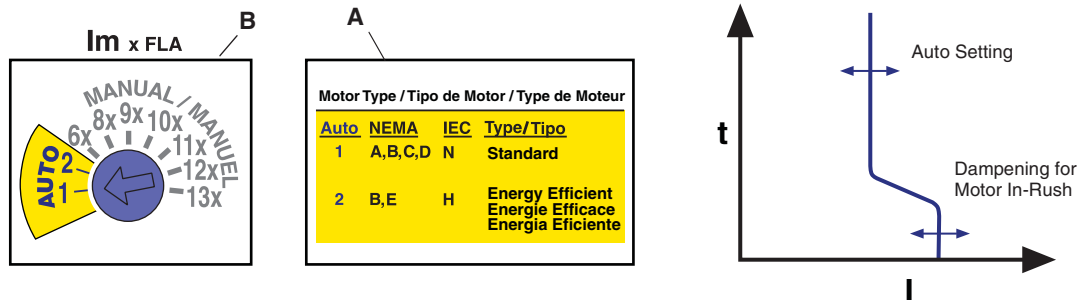 B
Im x FLA
MANUAL / MANUEL
6x 8x 9x 10x 11x 12x 13x
AUTO
2
1
A
Motor Type / Tipo de Motor / Type de Moteur
Auto NEMA IEC Type/Tipo
1 A,B,C,D N Standard
2 B,E H Energy Efficient
Energie Efficace
Energia Eficiente
t
Auto Setting
Dampening for
Motor In-Rush
I